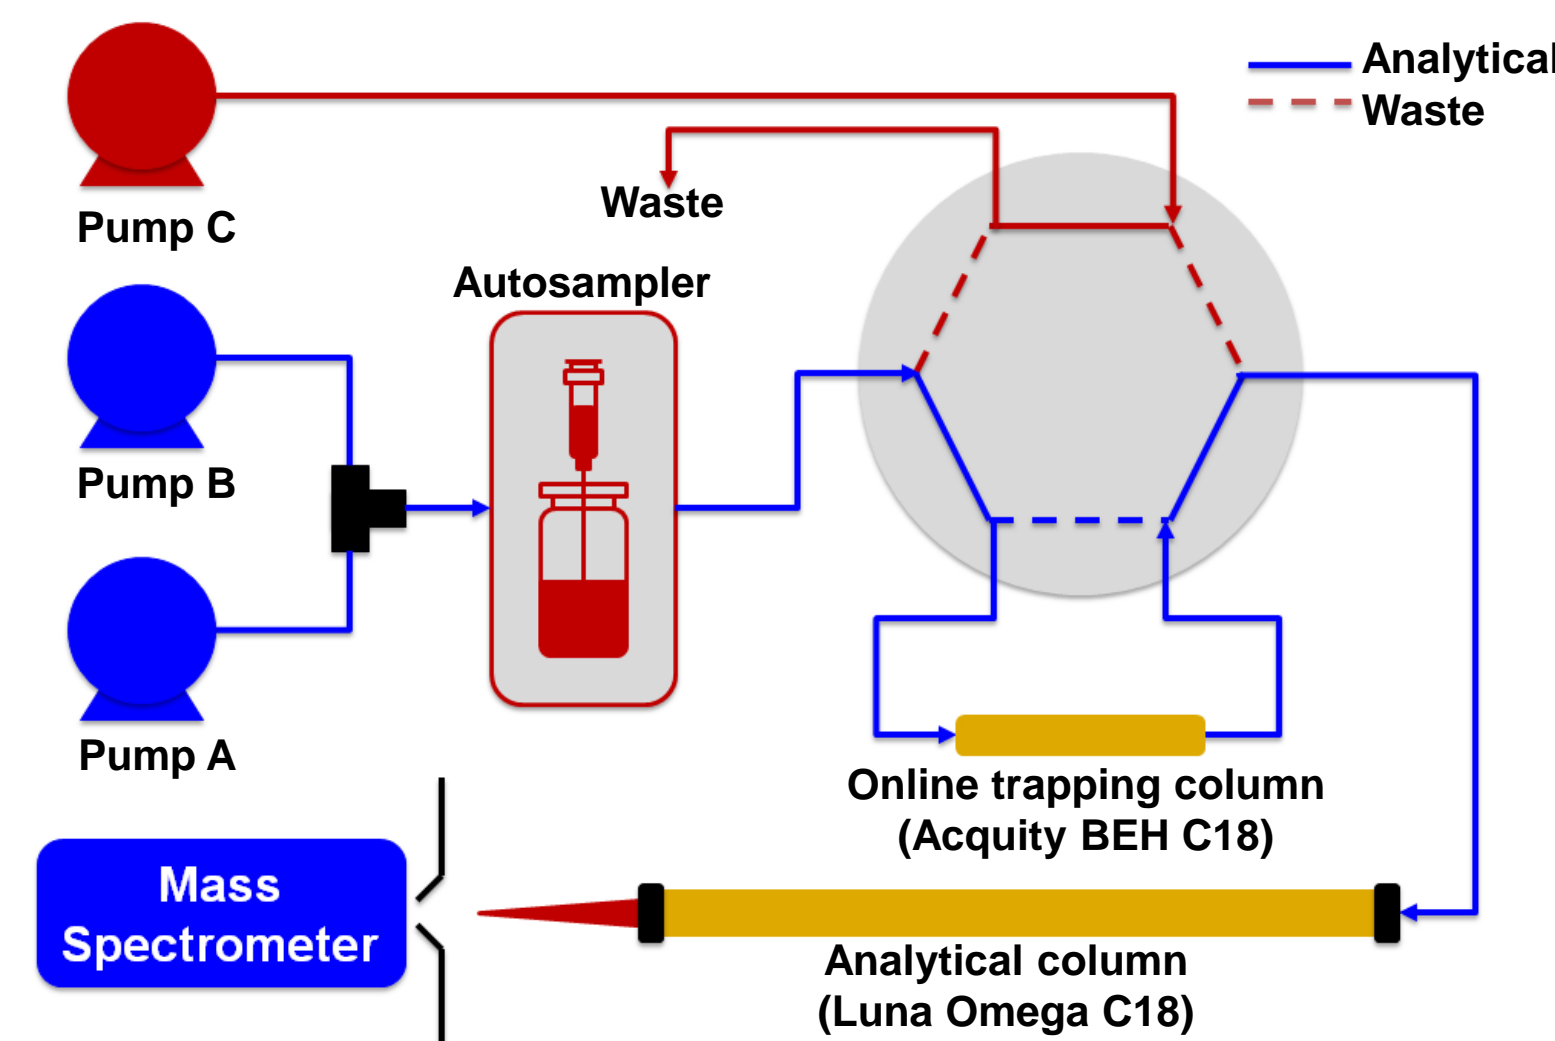 Analytical
Waste
Pump C
Waste
Autosampler
Pump B
Pump A
Online trapping column
(Acquity BEH C18)
Mass
Spectrometer
Analytical column
(Luna Omega C18)